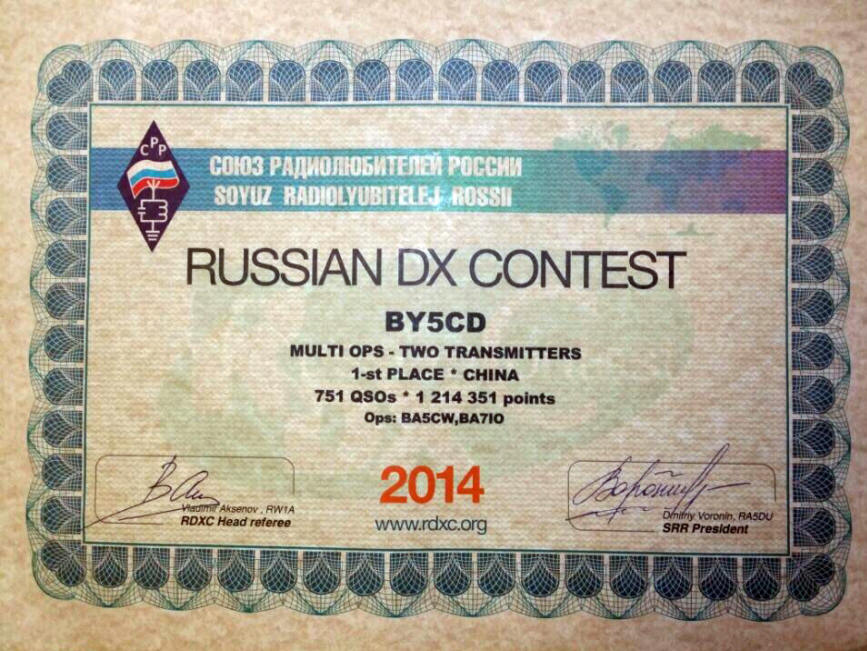 СРР
СОЮЗ РАДИОЛЮБИТЕЛЕЙ РОССИИ
SOYUZ RADIOLYUBITELEJ ROSSII
RUSSIAN DX CONTEST
BY5CD
MULTI OPS - TWO TRANSMITTERS
1-st PLACE * CHINA
751 QSOs * 1 214 351 points
Ops: BA5CW,BA7IO
2014
www.rdxc.org
Vladimir Aksenov , RW1A
RDXC Head referee
Dmitriy Voronin, RA5DU
SRR President